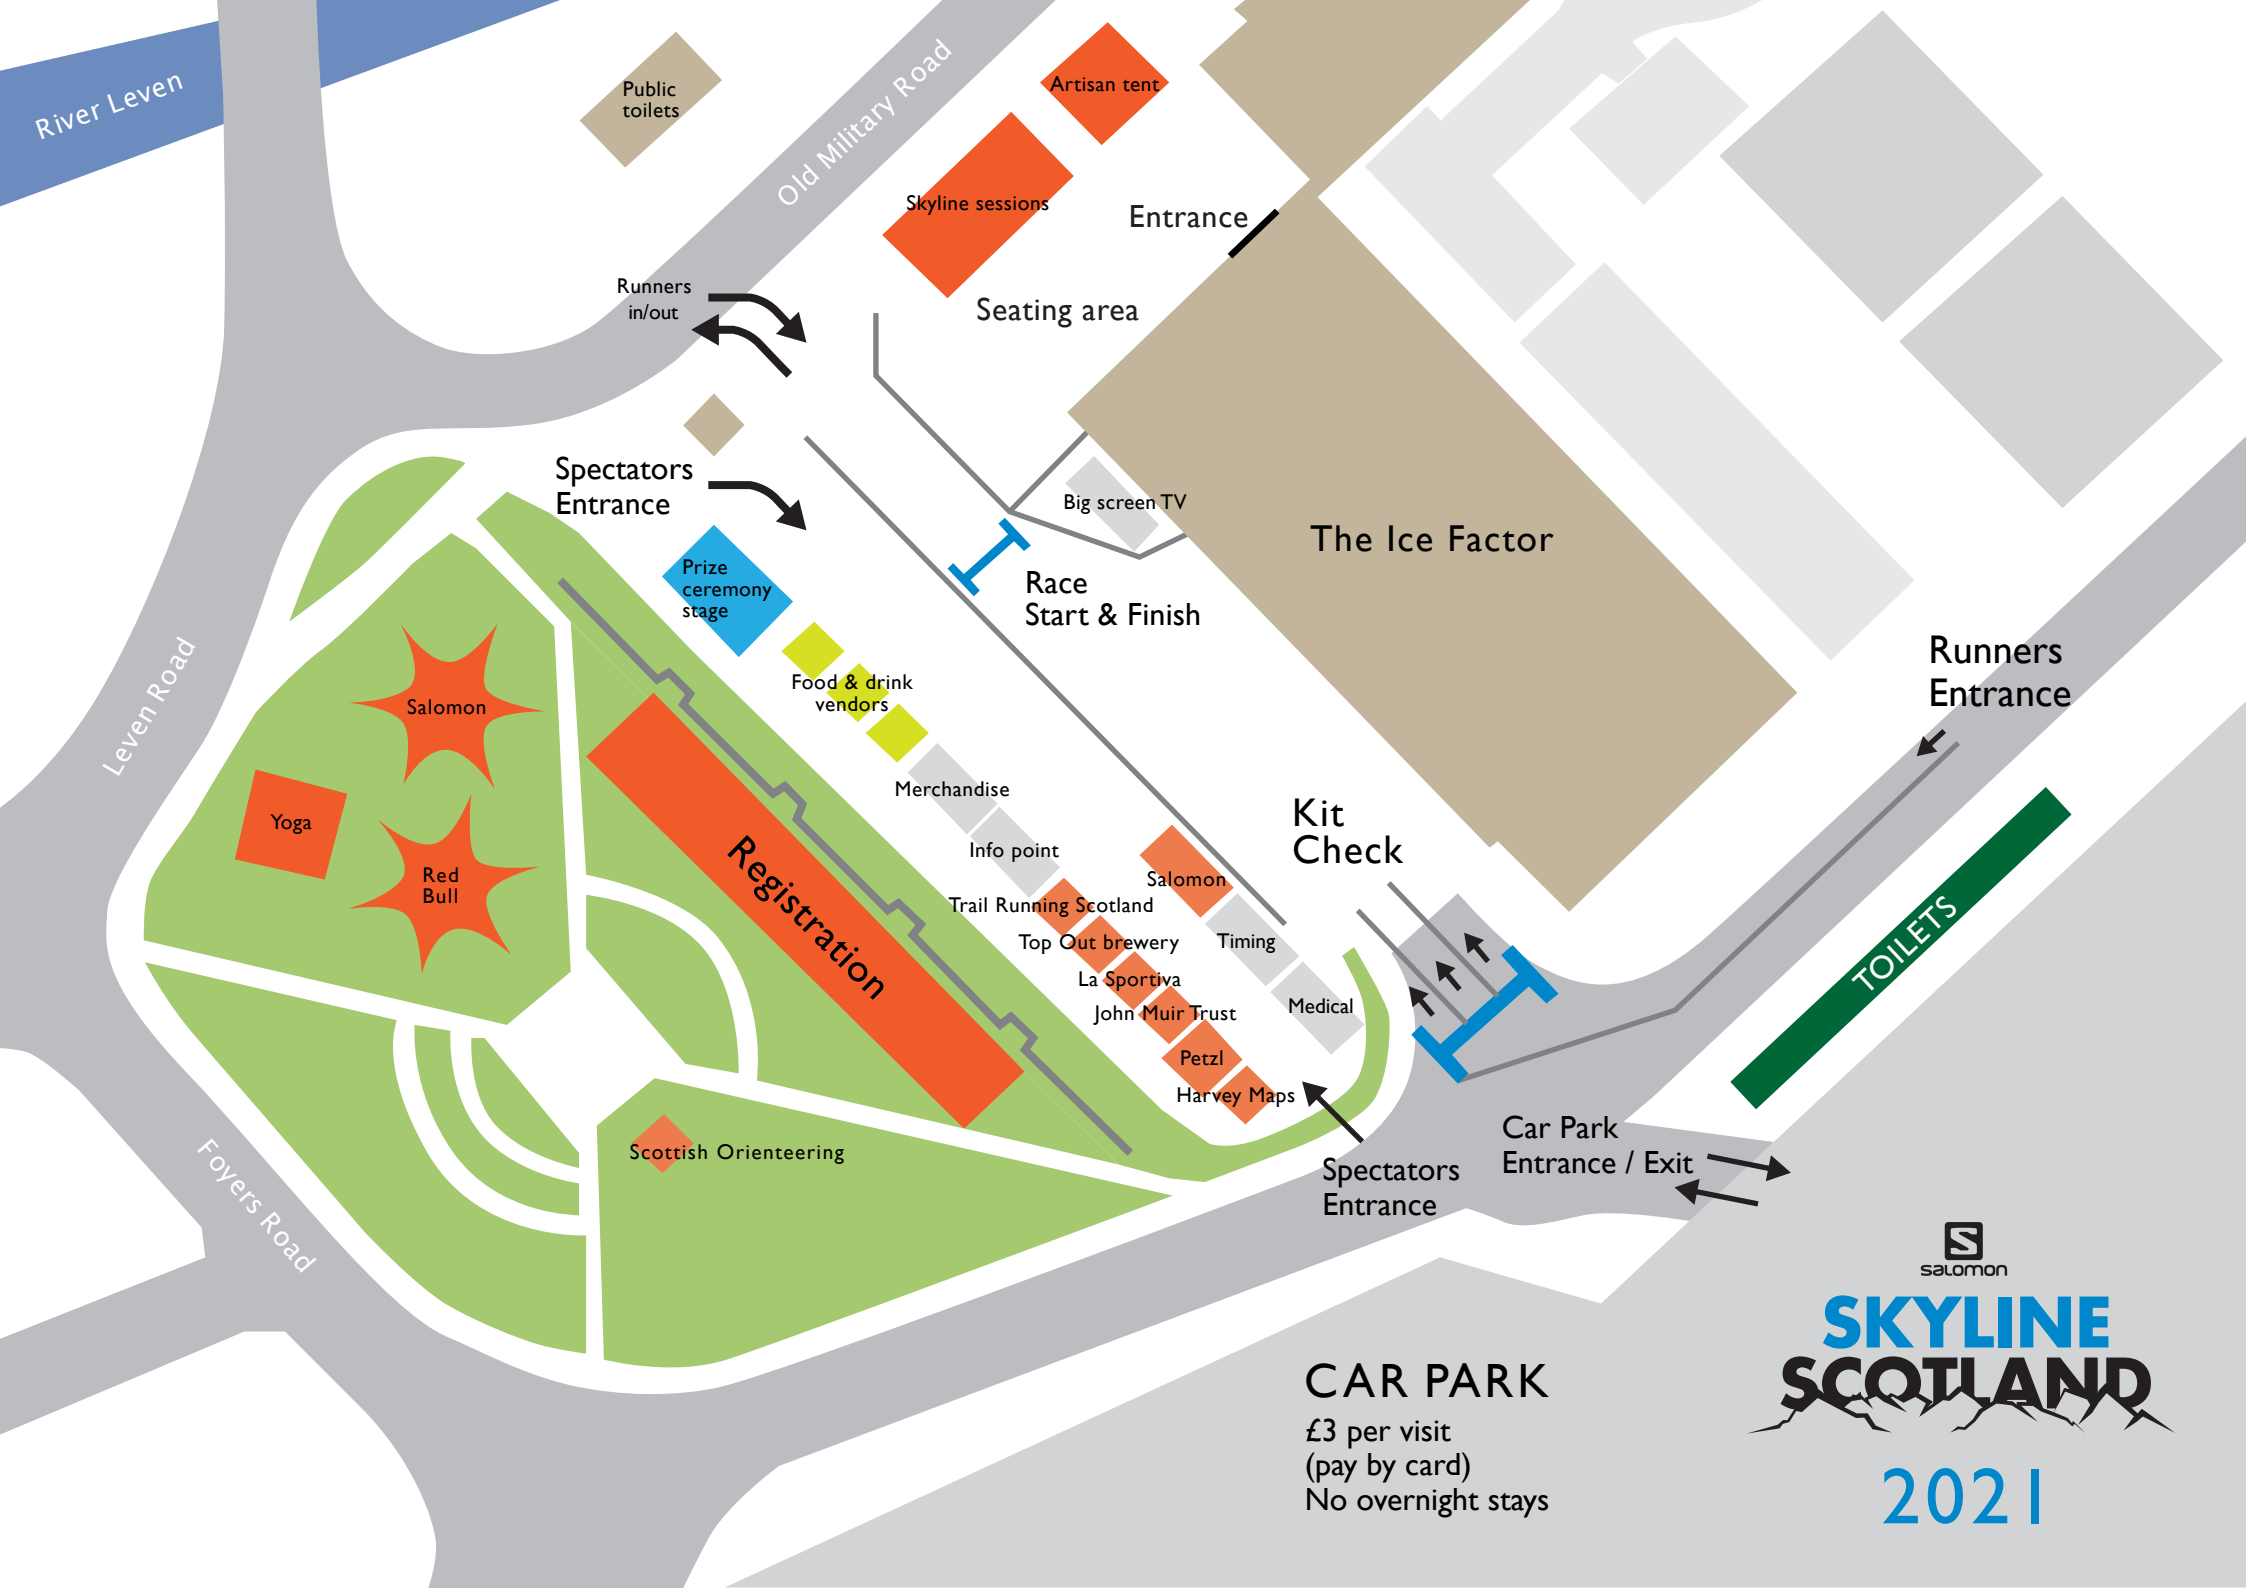 River Leven
Public
toilets
Old Military Road
Artisan tent
Skyline sessions
Entrance
Runners
in/out
Seating area
Spectators
Entrance
Big screen TV
The Ice Factor
Prize
ceremony
stage
Race
Start & Finish
Runners
Entrance
Leven Road
Salomon
Food & drink
vendors
Merchandise
Yoga
Red
Bull
Registration
Info point
Kit
Check
Salomon
Trail Running Scotland
Top Out brewery
Timing
La Sportiva
John Muir Trust
Medical
Petzl
Harvey Maps
TOILETS
Scottish Orienteering
Foyers Road
Spectators
Entrance
Car Park
Entrance / Exit
S
SALOMON
SKYLINE
SCOTLAND
2021
CAR PARK
£3 per visit
(pay by card)
No overnight stays